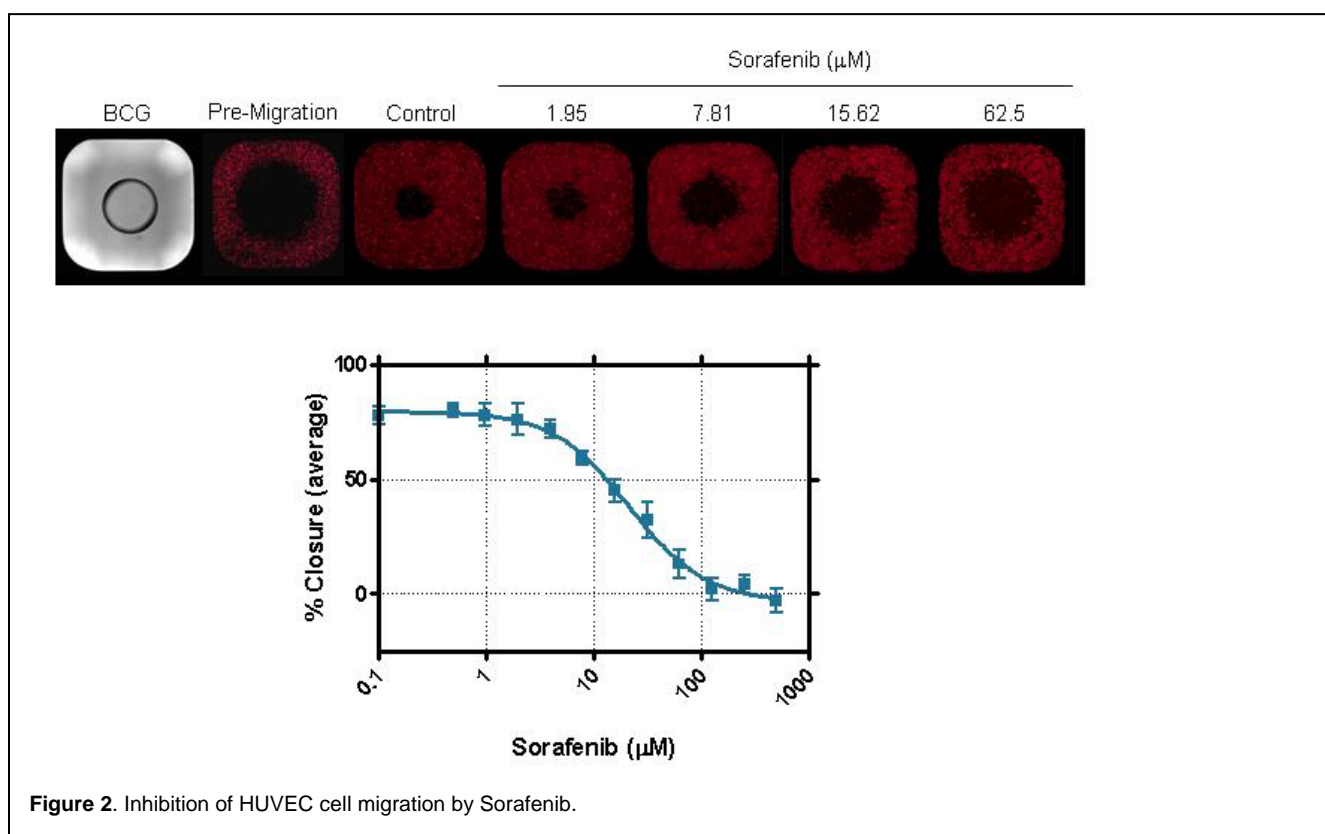 Sorafenib (µM)
BCG Pre-Migration Control 1.95 7.81 15.62 62.5
100
50
0
% Closure (average)
0.1 1 10 100 1000
Sorafenib (µM)
Figure 2. Inhibition of HUVEC cell migration by Sorafenib.